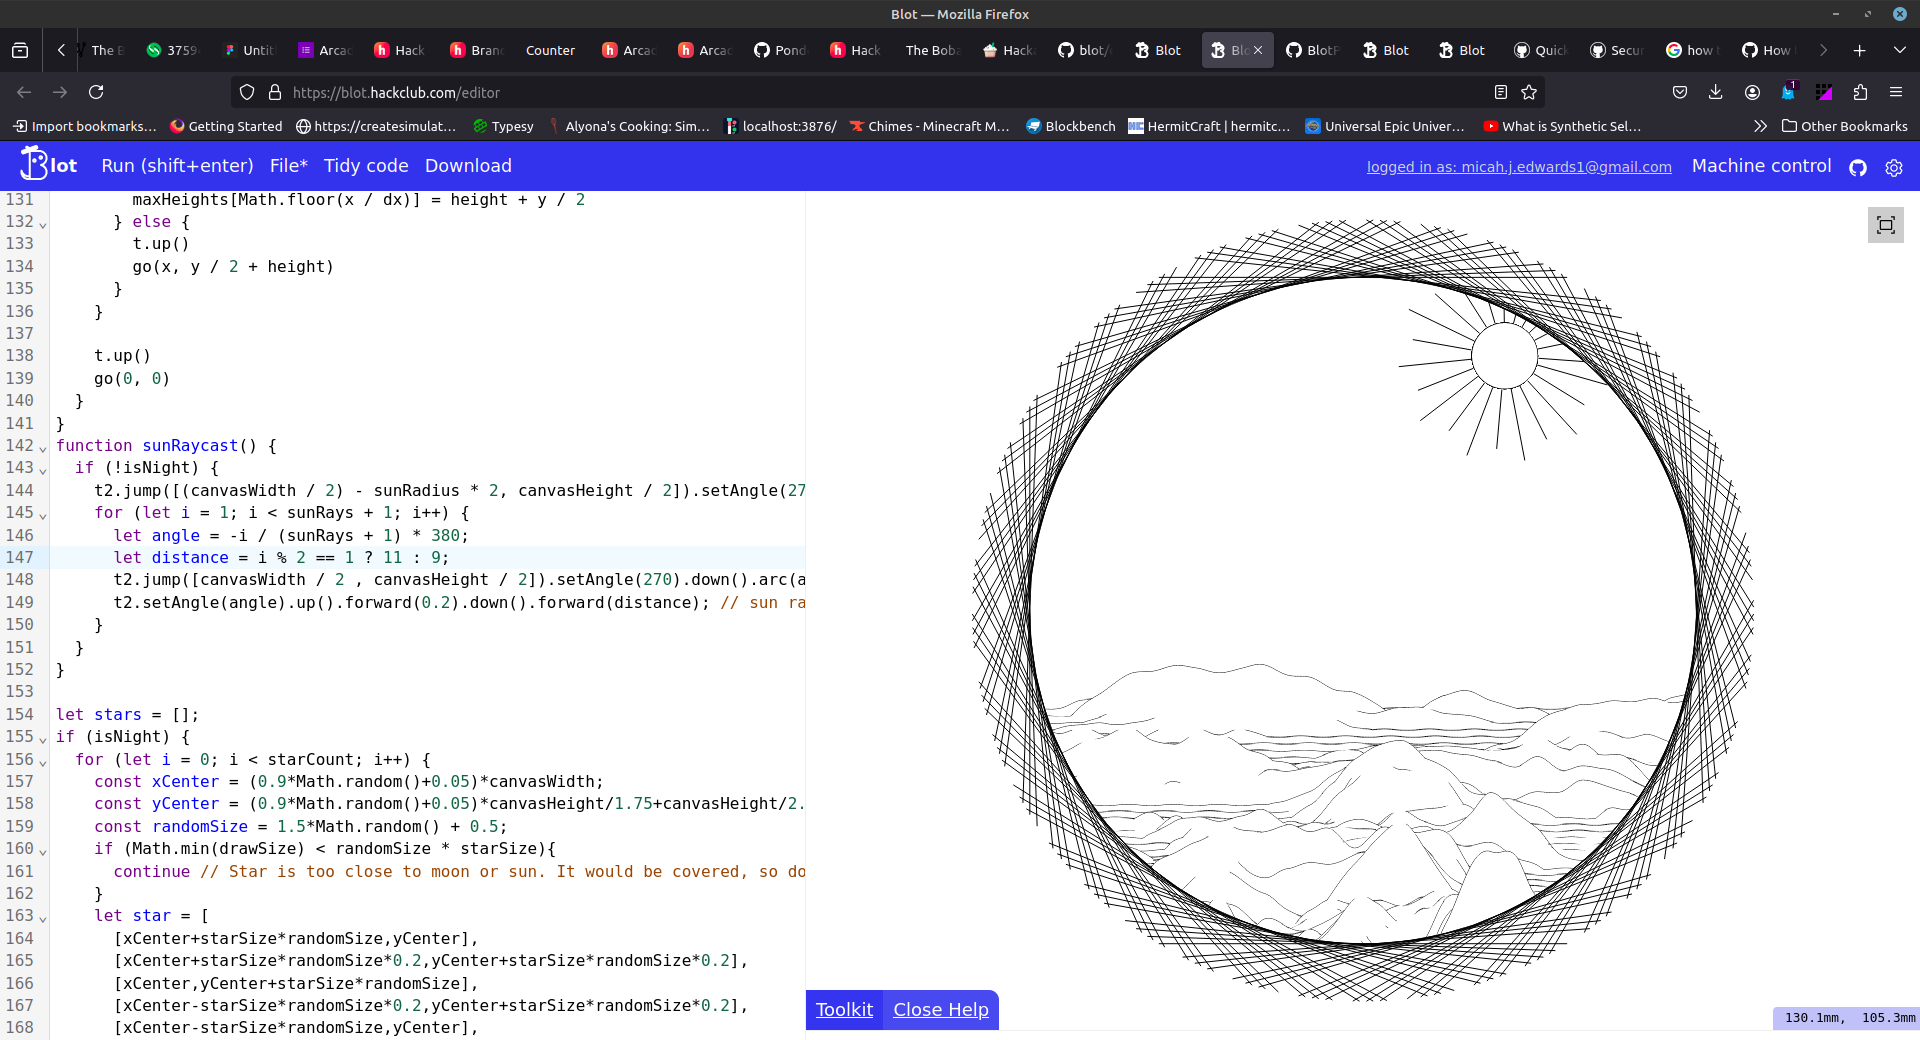 Blot — Mozilla Firefox
The B 3759 Untit Arcad Hack Bran Counter Arcad Arcad Pond Hack The Boba Hacka blot/ Blot Blo BlotP Blot Blot Quick Secur how t How
https://blot.hackclub.com/editor 1
Import bookmarks... Getting Started https://createsimulat... Typesy Alyona's Cooking: Sim... localhost:3876/ Chimes - Minecraft M... Blockbench HermitCraft | hermitc... Universal Epic Univer... What is Synthetic Sel... Other Bookmarks
Blot Run (shift+enter) File* Tidy code Download logged in as: micah.j.edwards1@gmail.com Machine control
131 maxHeights[Math.floor(x / dx)] = height + y / 2
132 } else {
133 t.up()
134 go(x, y / 2 + height)
135 }
136 }
137
138 t.up()
139 go(0, 0)
140 }
141 }
142 function sunRaycast() {
143 if (!isNight) {
144 t2.jump([(canvasWidth / 2) - sunRadius * 2, canvasHeight / 2]).setAngle(27
145 for (let i = 1; i < sunRays + 1; i++) {
146 let angle = -i / (sunRays + 1) * 380;
147 let distance = i % 2 == 1 ? 11 : 9;
148 t2.jump([canvasWidth / 2 , canvasHeight / 2]).setAngle(270).down().arc(a
149 t2.setAngle(angle).up().forward(0.2).down().forward(distance); // sun ra
150 }
151 }
152 }
153
154 let stars = [];
155 if (isNight) {
156 for (let i = 0; i < starCount; i++) {
157 const xCenter = (0.9*Math.random()+0.05)*canvasWidth;
158 const yCenter = (0.9*Math.random()+0.05)*canvasHeight/1.75+canvasHeight/2.
159 const randomSize = 1.5*Math.random() + 0.5;
160 if (Math.min(drawSize) < randomSize * starSize){
161 continue // Star is too close to moon or sun. It would be covered, so do
162 }
163 let star = [
164 [xCenter+starSize*randomSize,yCenter],
165 [xCenter+starSize*randomSize*0.2,yCenter+starSize*randomSize*0.2],
166 [xCenter,yCenter+starSize*randomSize],
167 [xCenter-starSize*randomSize*0.2,yCenter+starSize*randomSize*0.2],
168 [xCenter-starSize*randomSize,yCenter],
Toolkit Close Help
130.1mm, 105.3mm